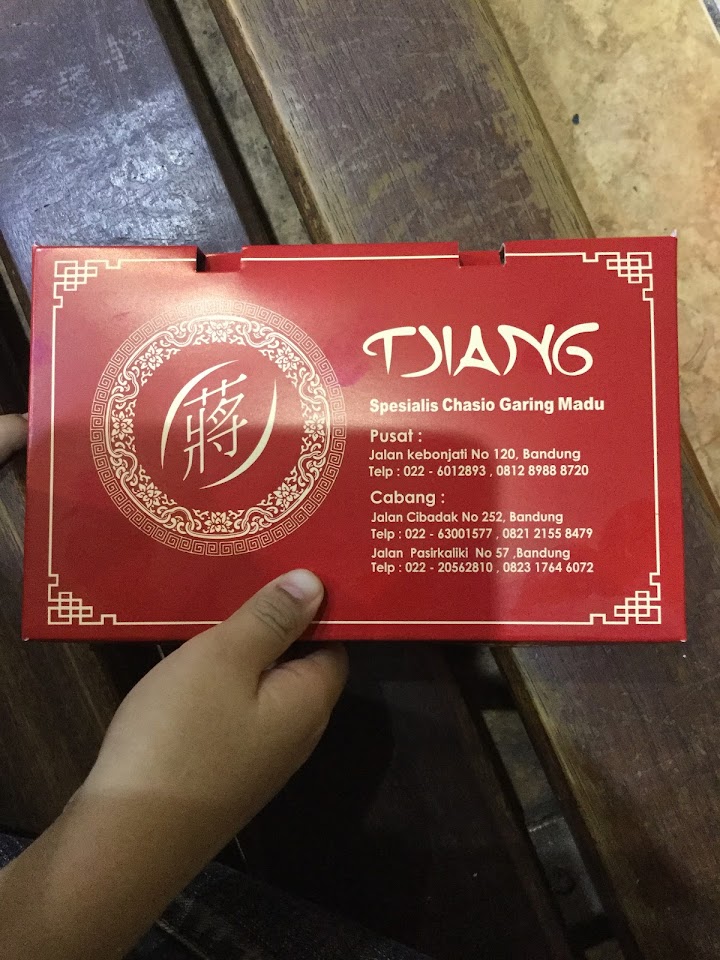 蔣
TJIANG
Spesialis Chasio Garing Madu
Pusat :
Jalan kebonjati No 120, Bandung
Telp : 022 - 6012893 , 0812 8988 8720
Cabang :
Jalan Cibadak No 252, Bandung
Telp : 022 - 63001577 , 0821 2155 8479
Jalan Pasirkaliki No 57 ,Bandung
Telp : 022 - 20562810 , 0823 1764 6072